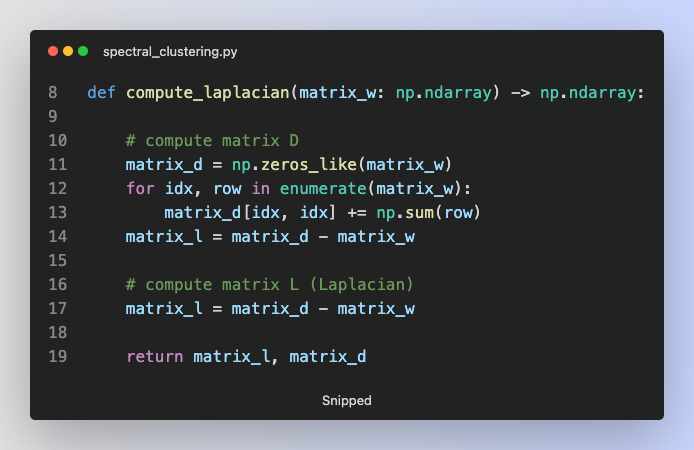 spectral_clustering.py
8 def compute_laplacian(matrix_w: np.ndarray) -> np.ndarray:
9
10 # compute matrix D
11 matrix_d = np.zeros_like(matrix_w)
12 for idx, row in enumerate(matrix_w):
13 matrix_d[idx, idx] += np.sum(row)
14 matrix_l = matrix_d - matrix_w
15
16 # compute matrix L (Laplacian)
17 matrix_l = matrix_d - matrix_w
18
19 return matrix_l, matrix_d
Snipped